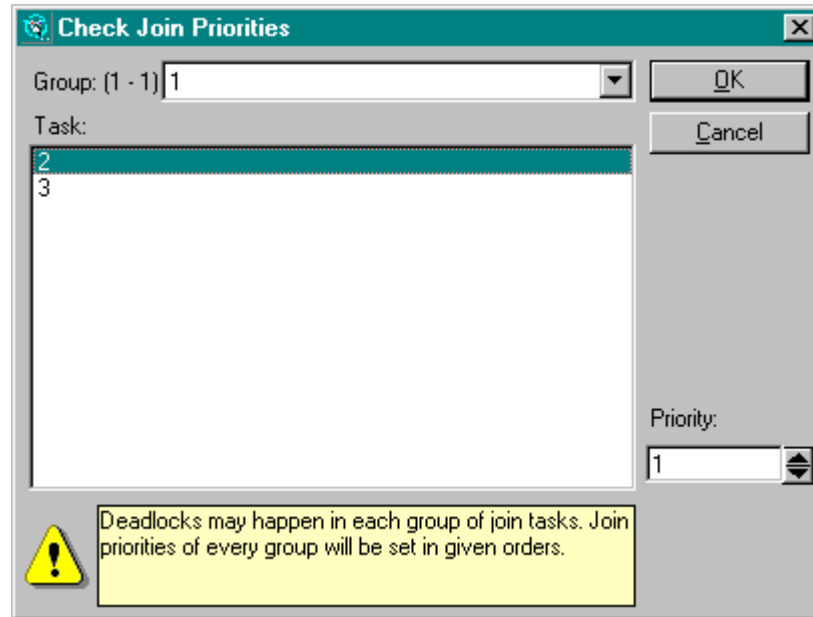 Check Join Priorities
Group: (1 - 1) 1
OK
Task:
Cancel
2
3
Priority:
1
Deadlocks may happen in each group of join tasks. Join
priorities of every group will be set in given orders.